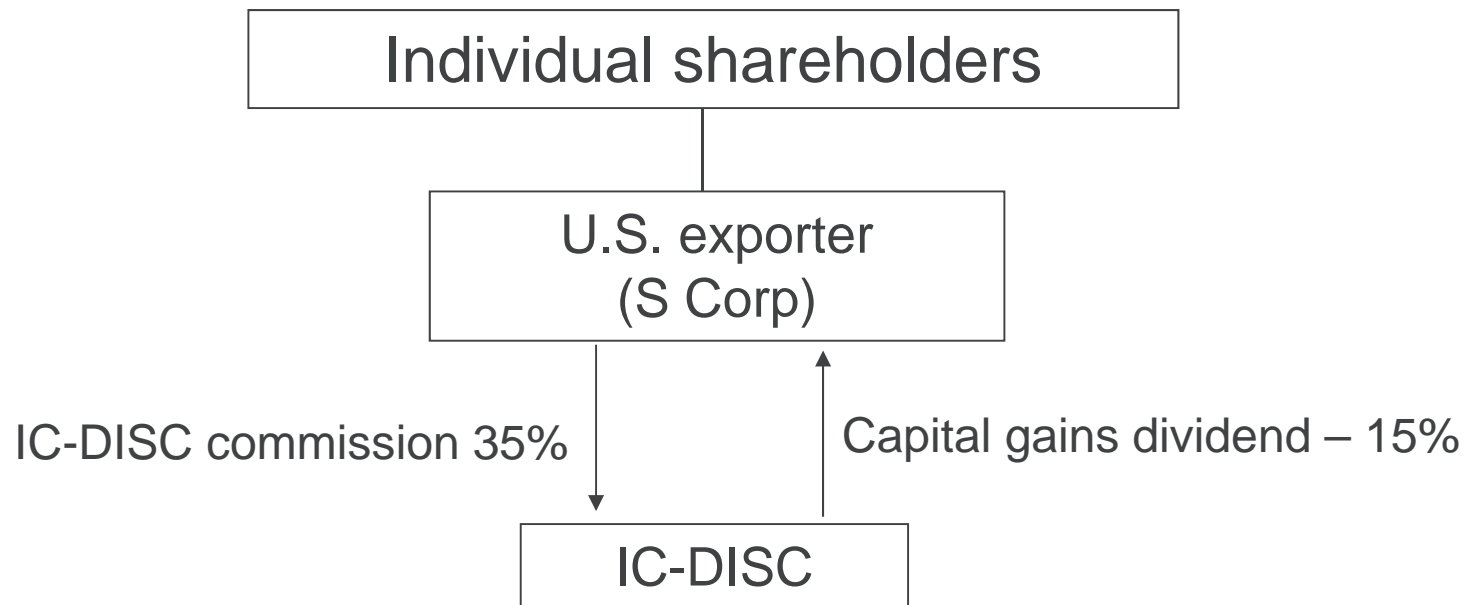 Individual shareholders
U.S. exporter
(S Corp)
IC-DISC commission 35%
Capital gains dividend – 15%
IC-DISC